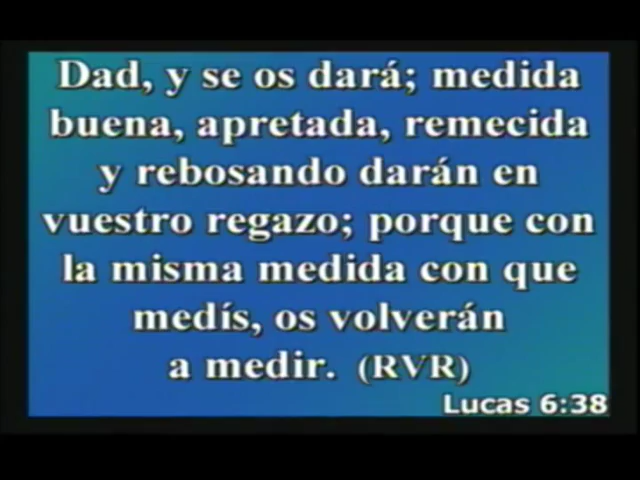 Dad, y se os dará; medida
buena, apretada, remecida
y rebosando darán en
vuestro regazo; porque con
la misma medida con que
medís, os volverán
a medir. (RVR)
Lucas 6:38